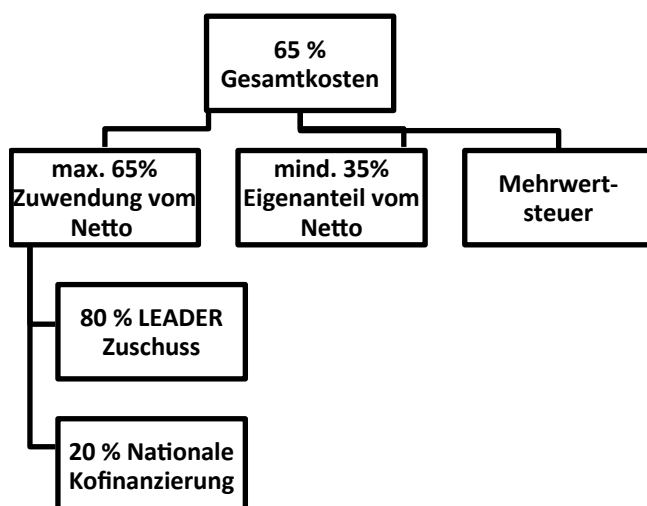 65 %
Gesamtkosten
max. 65%
Zuwendung vom
Netto
mind. 35%
Eigenanteil vom
Netto
Mehrwert-
steuer
80 % LEADER
Zuschuss
20 % Nationale
Kofinanzierung